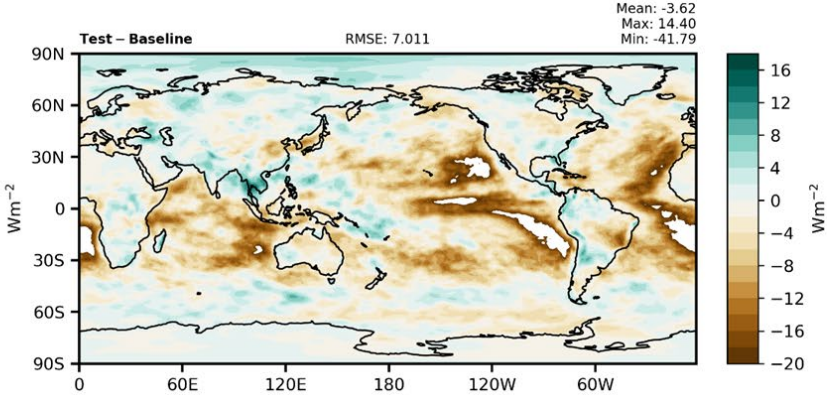 Mean: -3.62
Max: 14.40
Test – Baseline RMSE: 7.011 Min: -41.79
90N
60N
30N
0
30S
60S
90S
Wm⁻²
0 60E 120E 180 120W 60W
16
12
8
4
0
−4
−8
−12
−16
−20
Wm⁻²